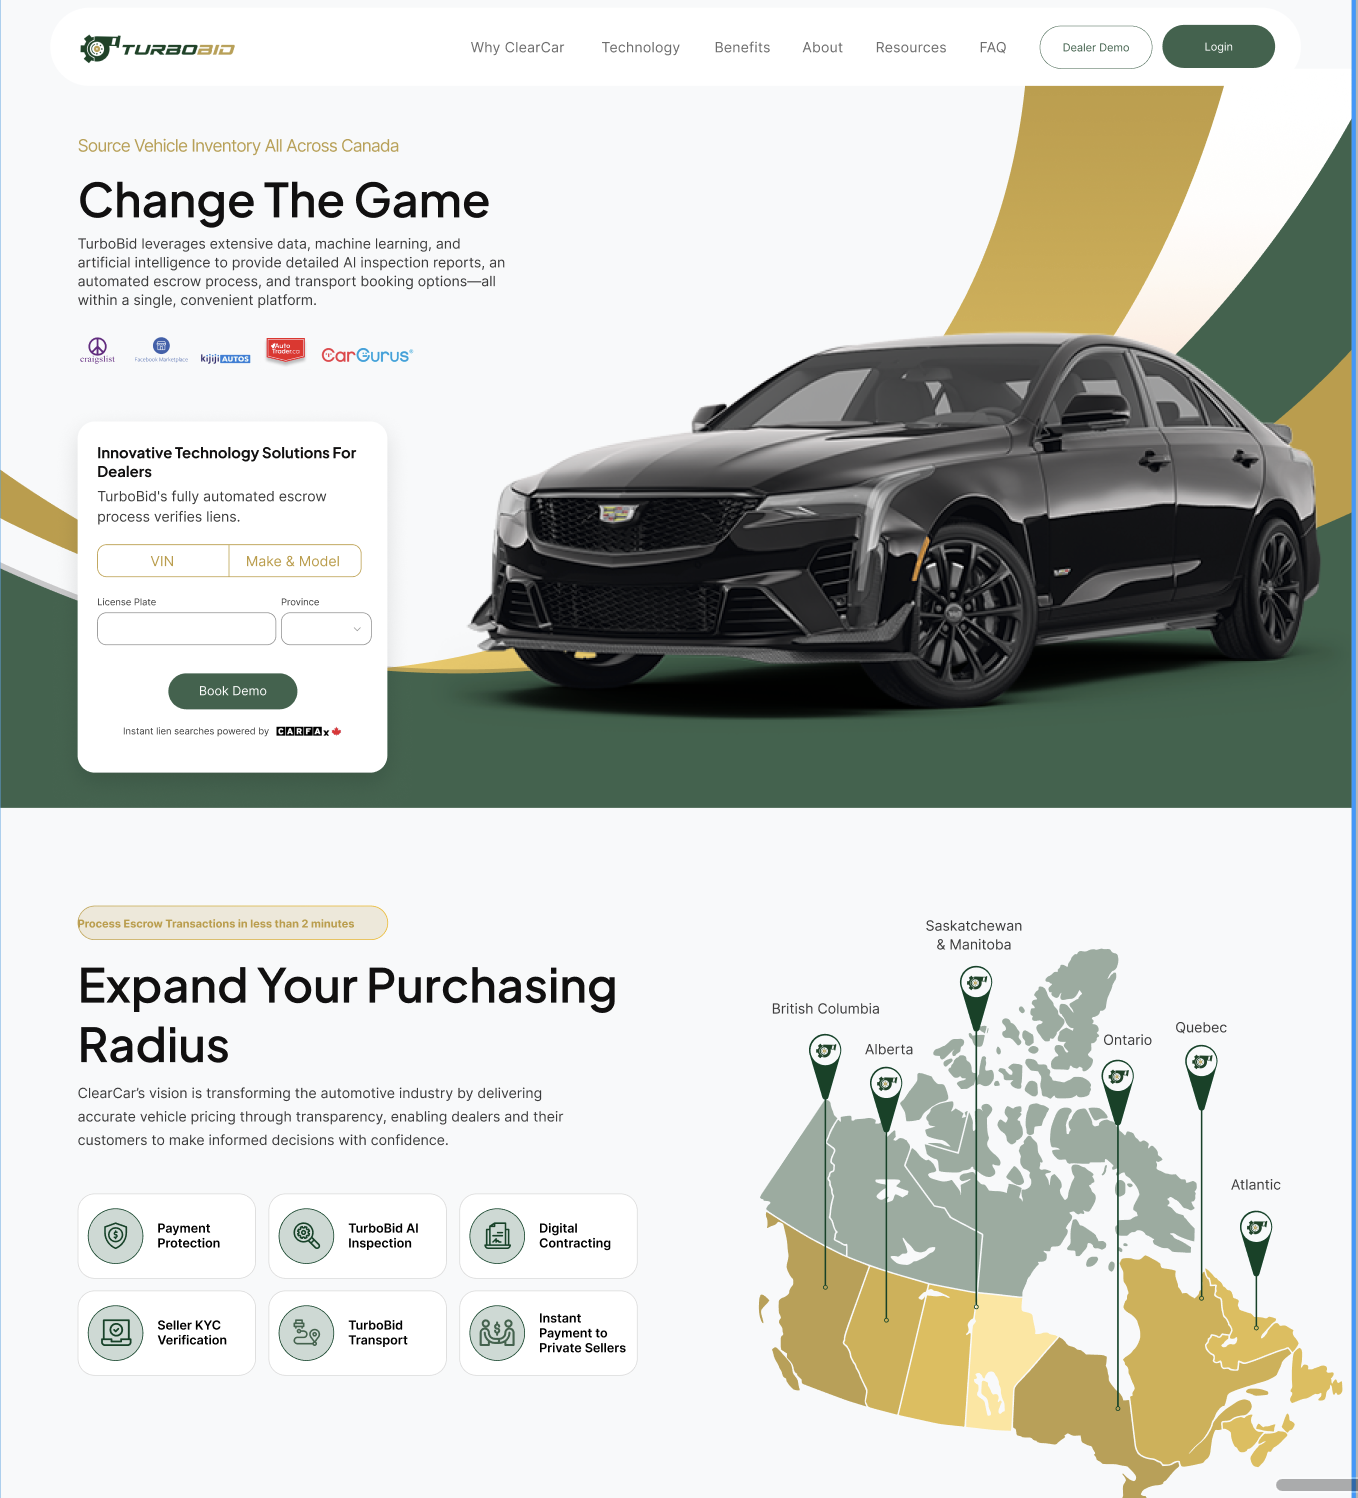 TURBOBID
Why ClearCar
Technology
Benefits
About
Resources
FAQ
Dealer Demo
Login
Source Vehicle Inventory All Across Canada
Change The Game
TurboBid leverages extensive data, machine learning, and
artificial intelligence to provide detailed AI inspection reports, an
automated escrow process, and transport booking options—all
within a single, convenient platform.
craigslist
Facebook Marketplace
kijiji AUTOS
Auto
Trader.ca
CarGurus
Innovative Technology Solutions For
Dealers
TurboBid's fully automated escrow
process verifies liens.
VIN
Make & Model
License Plate
Province
Book Demo
Instant lien searches powered by CARFAX
Process Escrow Transactions in less than 2 minutes
Expand Your Purchasing
Radius
ClearCar’s vision is transforming the automotive industry by delivering
accurate vehicle pricing through transparency, enabling dealers and their
customers to make informed decisions with confidence.
Payment
Protection
TurboBid AI
Inspection
Digital
Contracting
Seller KYC
Verification
TurboBid
Transport
Instant
Payment to
Private Sellers
Saskatchewan
& Manitoba
British Columbia
Alberta
Ontario
Quebec
Atlantic